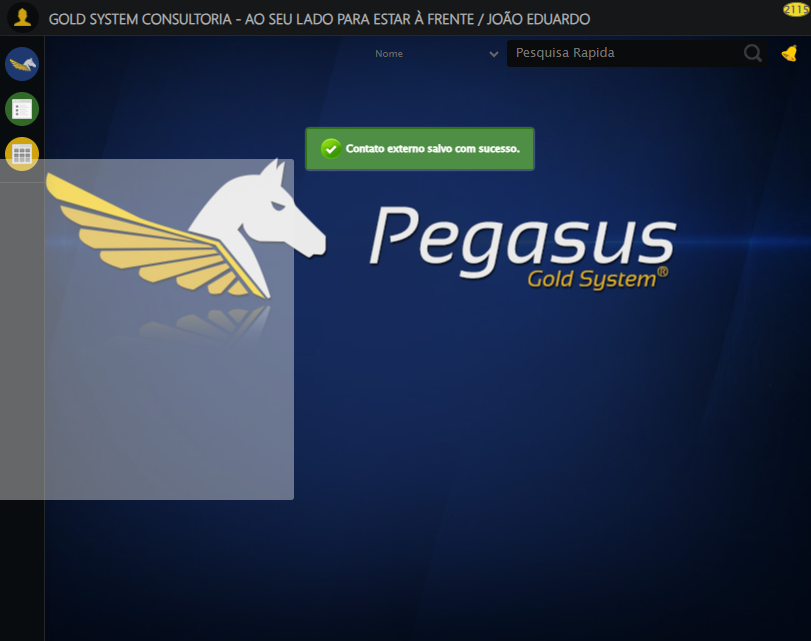 GOLD SYSTEM CONSULTORIA - AO SEU LADO PARA ESTAR À FRENTE / JOÃO EDUARDO
2115
Nome
Pesquisa Rapida
Contato externo salvo com sucesso.
Pegasus
Gold System®